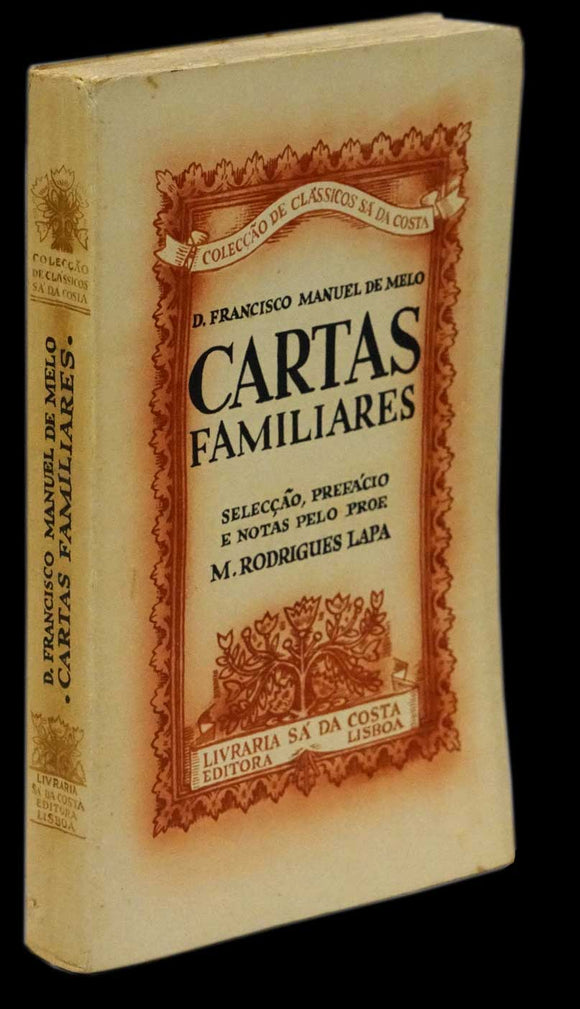 COLECÇÃO DE CLÁSSICOS SÁ DA COSTA
D. FRANCISCO MANUEL DE MELO
CARTAS
FAMILIARES
SELECÇÃO, PREFÁCIO
E NOTAS PELO PROF.
M. RODRIGUES LAPA
LIVRARIA SÁ DA COSTA
EDITORA LISBOA
COLECÇÃO
DE CLÁSSICOS
SÁ DA COSTA
D. FRANCISCO MANUEL DE MELO
• CARTAS FAMILIARES •
LIVRARIA
SÁ DA COSTA
EDITORA
LISBOA